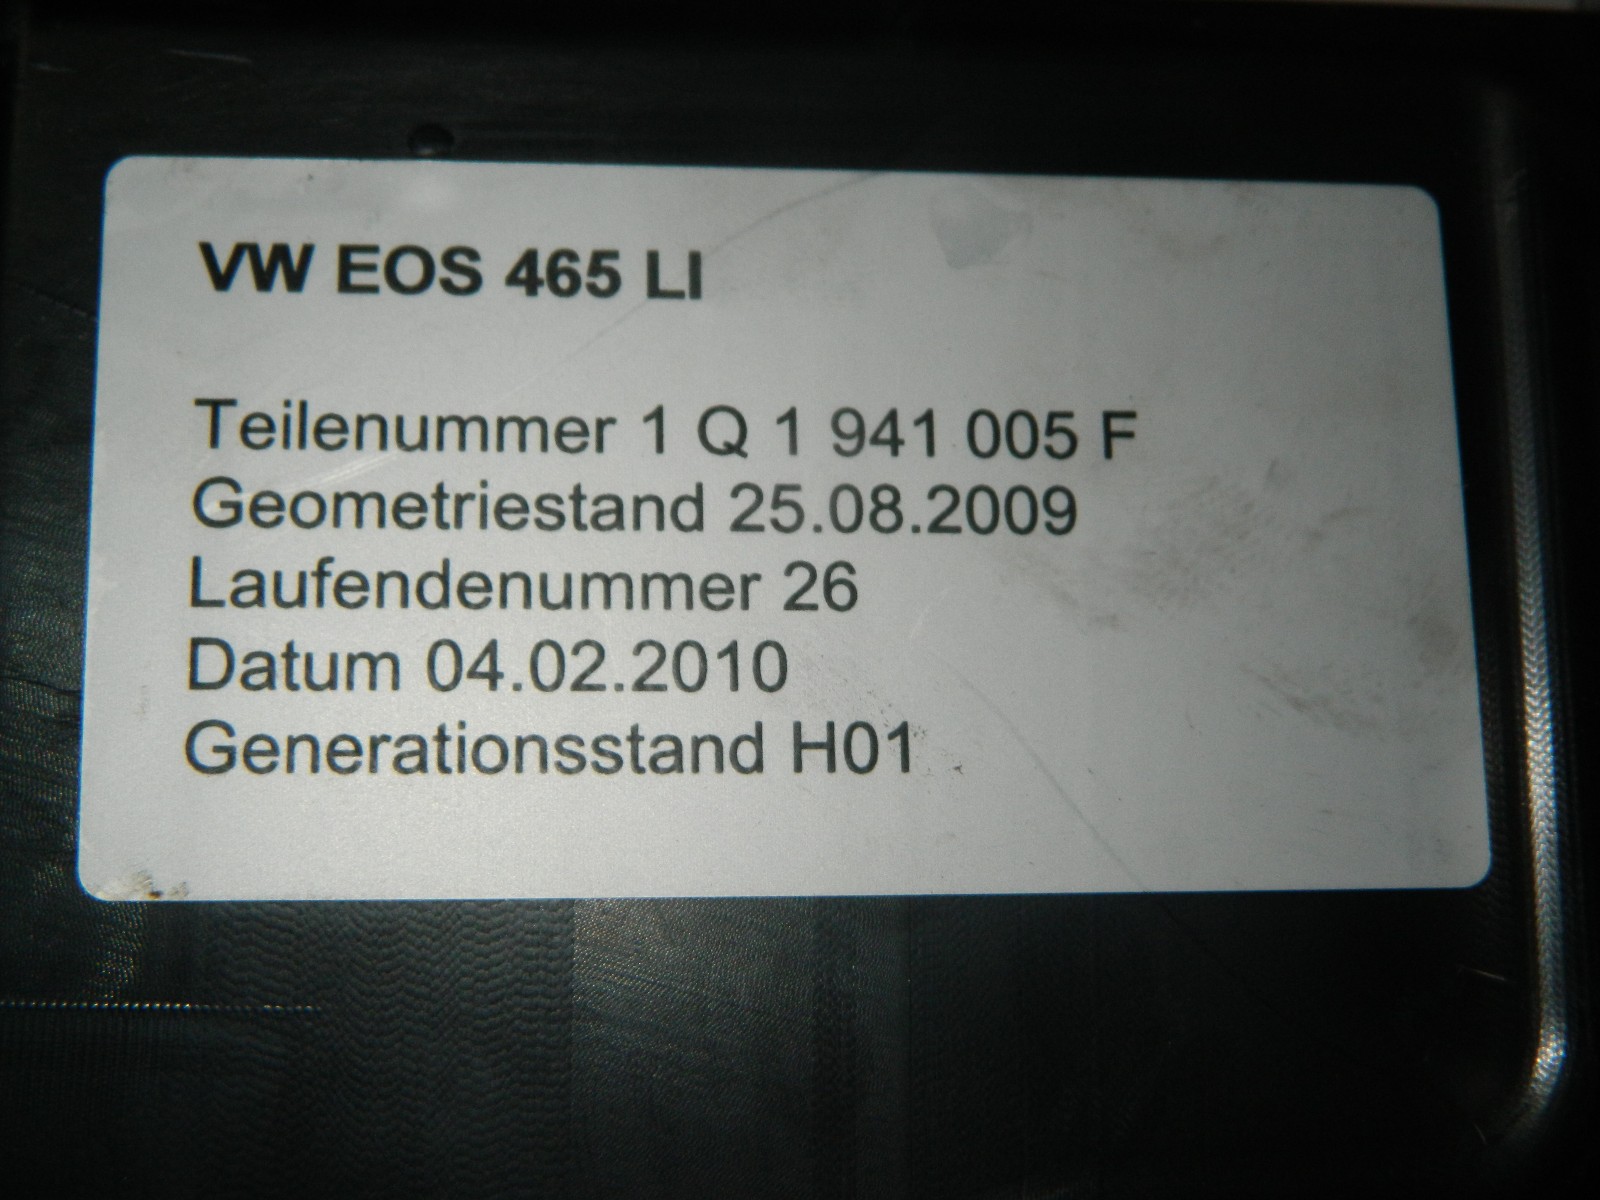 VW EOS 465 LI
Teilenummer 1 Q 1 941 005 F
Geometriestand 25.08.2009
Laufendenummer 26
Datum 04.02.2010
Generationsstand H01